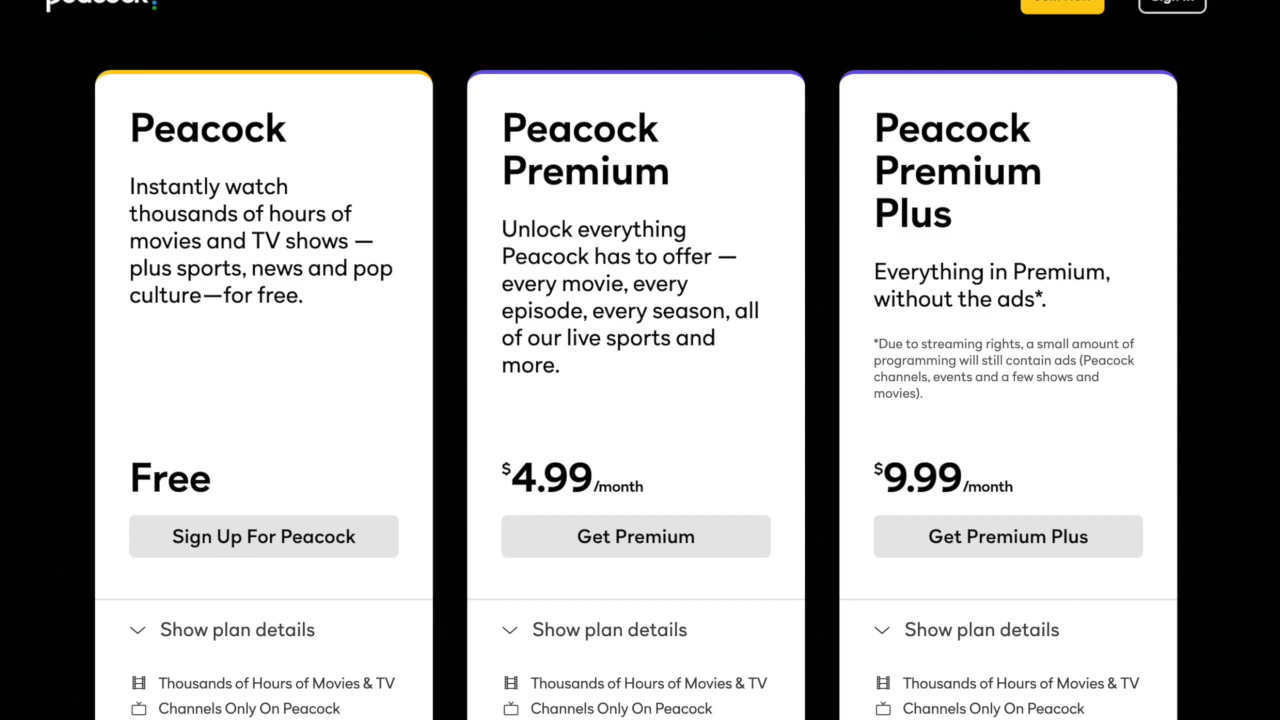 peacock
Peacock
Instantly watch
thousands of hours of
movies and TV shows —
plus sports, news and pop
culture—for free.
Free
Sign Up For Peacock
Show plan details
Thousands of Hours of Movies & TV
Channels Only On Peacock
Peacock
Premium
Unlock everything
Peacock has to offer —
every movie, every
episode, every season, all
of our live sports and
more.
$4.99/month
Get Premium
Show plan details
Thousands of Hours of Movies & TV
Channels Only On Peacock
Peacock
Premium
Plus
Everything in Premium,
without the ads*.
*Due to streaming rights, a small amount of
programming will still contain ads (Peacock
channels, events and a few shows and
movies).
$9.99/month
Get Premium Plus
Show plan details
Thousands of Hours of Movies & TV
Channels Only On Peacock